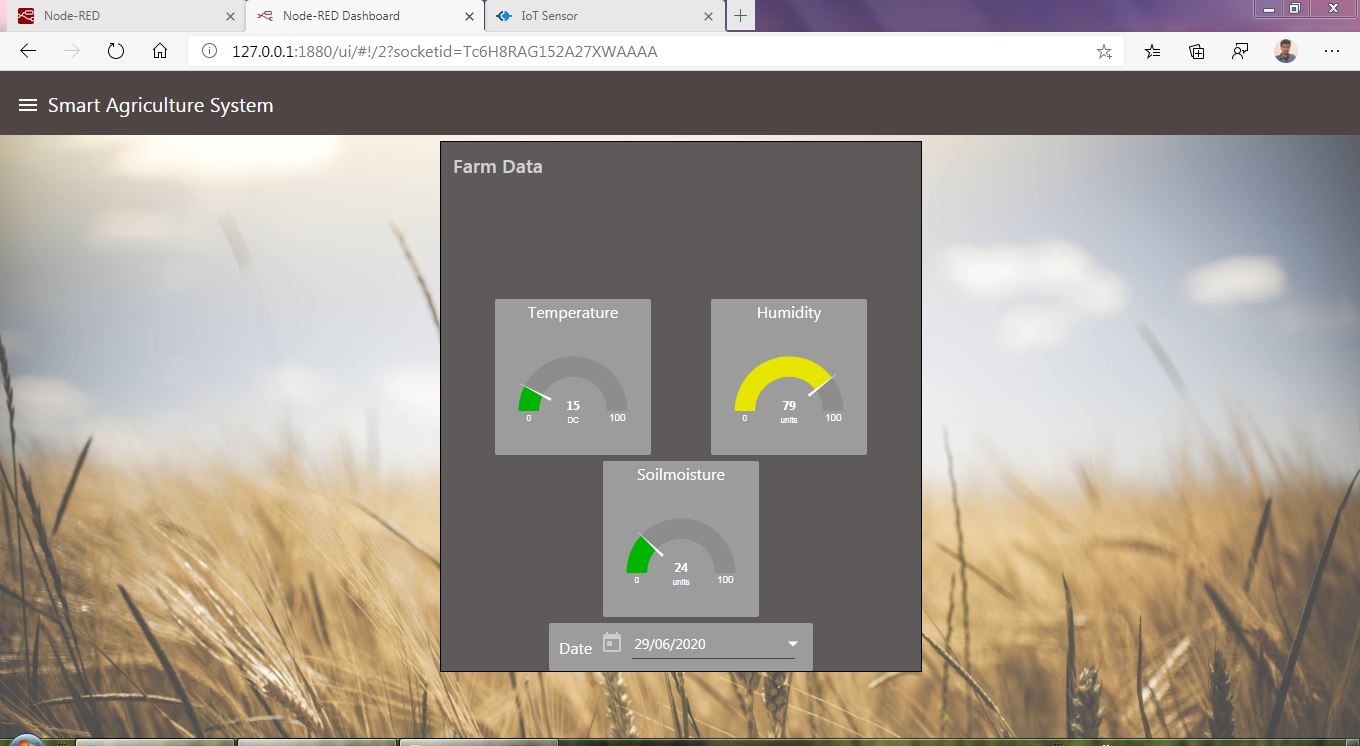 Node-RED
Node-RED Dashboard
IoT Sensor
127.0.0.1:1880/ui/#!/2?socketid=Tc6H8RAG152A27XWAAAA
Smart Agriculture System
Farm Data
Temperature
15
DC
0
100
Humidity
79
units
0
100
Soilmoisture
24
units
0
100
Date 29/06/2020